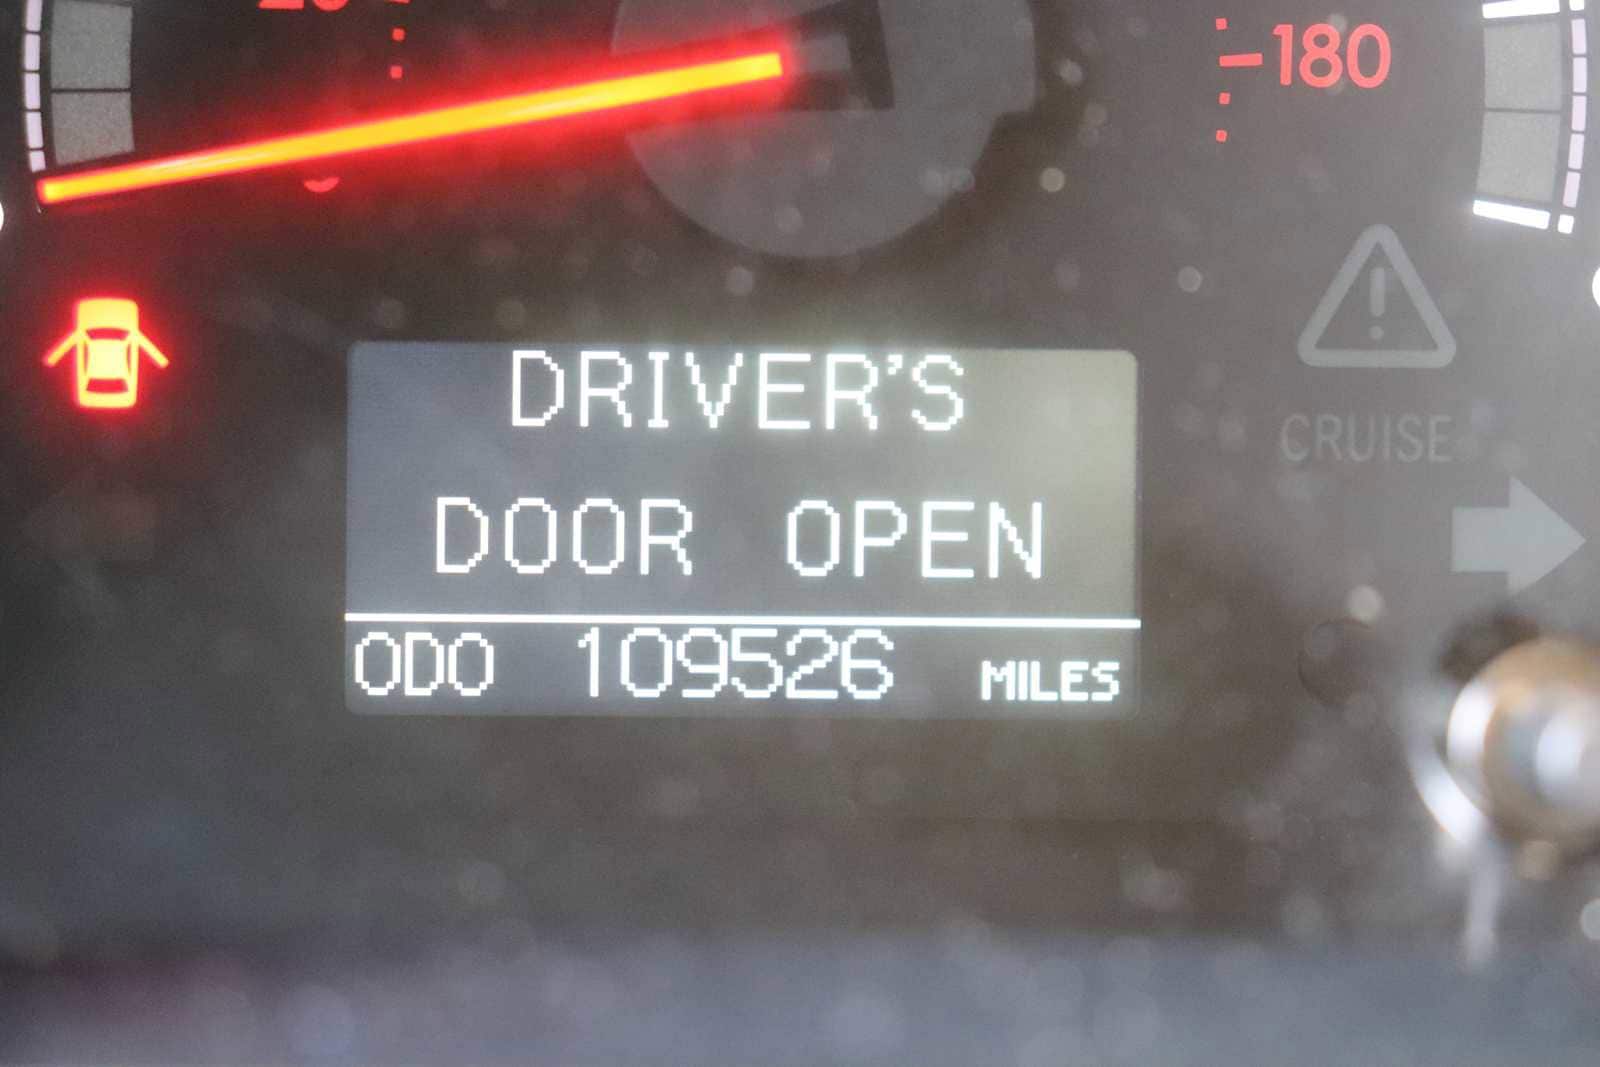 180
DRIVER'S
DOOR OPEN
CRUISE
ODO 109526 MILES